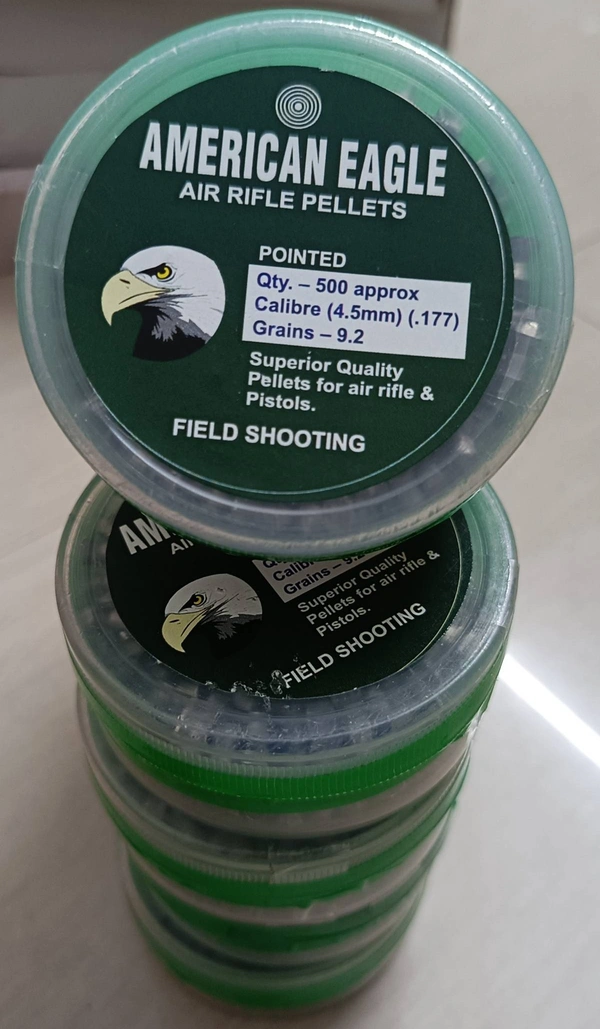 AMERICAN EAGLE
AIR RIFLE PELLETS
POINTED
Qty. – 500 approx
Calibre (4.5mm) (.177)
Grains – 9.2
Superior Quality
Pellets for air rifle &
Pistols.
FIELD SHOOTING
Grains –
Superior Quality
Pellets for air rifle &
Pistols.
FIELD SHOOTING